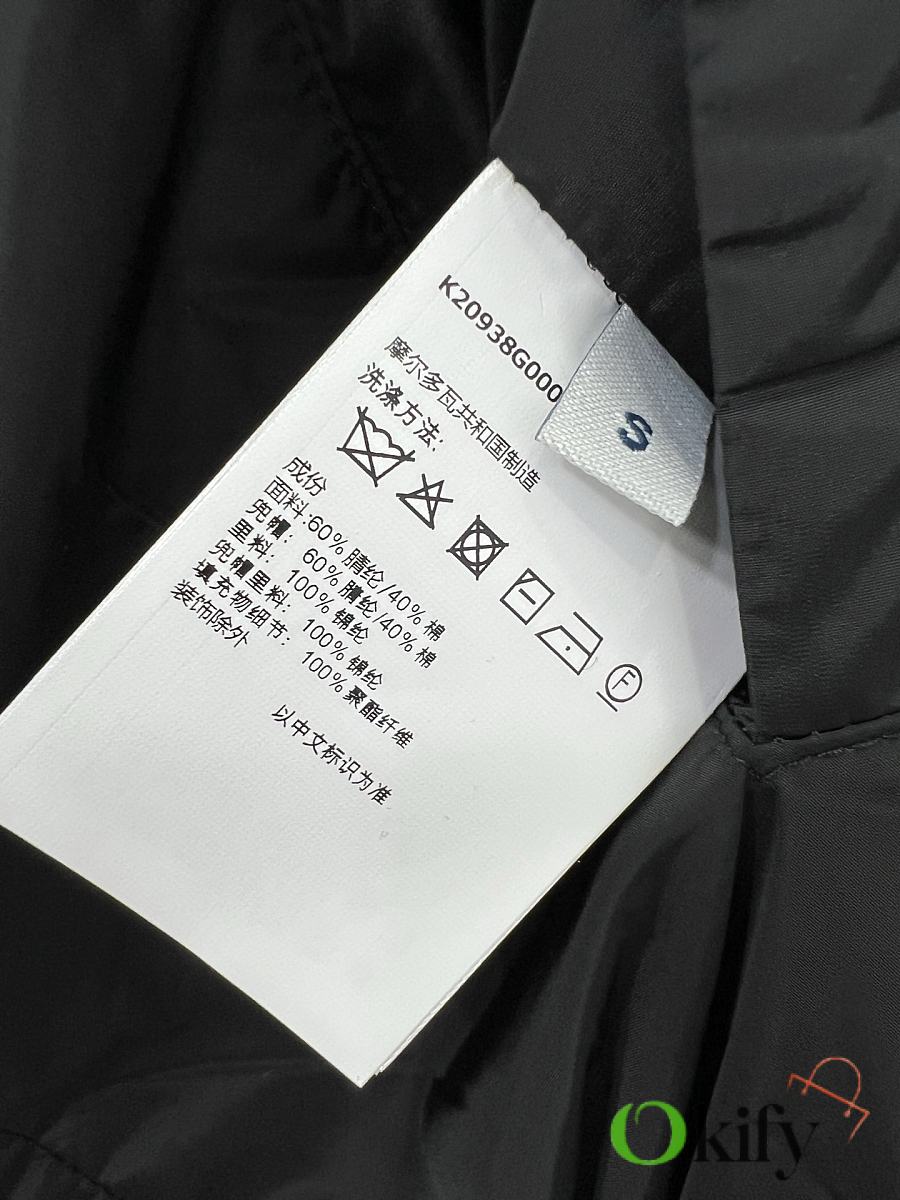 K20938G000
S
摩尔多瓦共和国制造
洗涤方法:
F
成份
面料:60% 腈纶/40% 棉
兜帽: 60% 腈纶/40% 棉
里料: 100% 锦纶
兜帽里料: 100% 锦纶
填充物细节: 100% 聚酯纤维
装饰除外
以中文标识为准
Okify